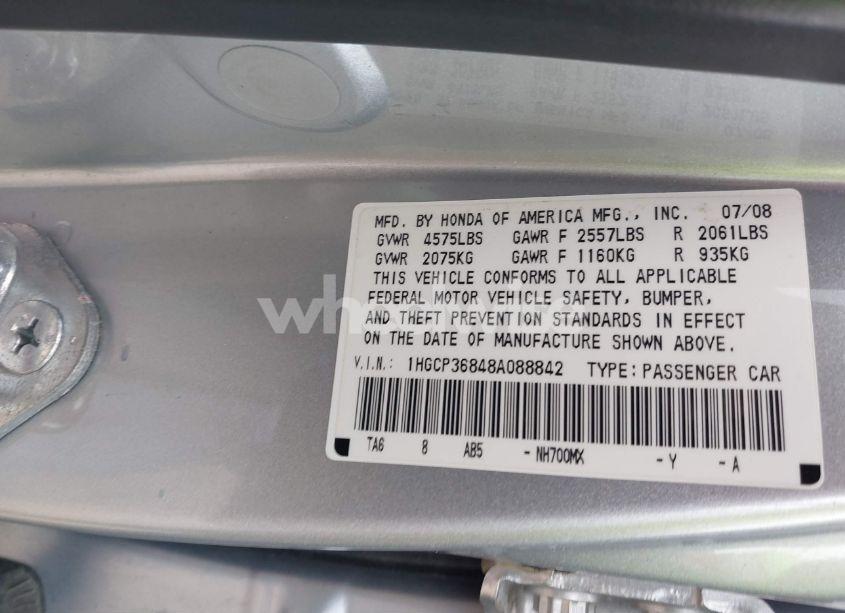 MFD. BY HONDA OF AMERICA MFG., INC. 07/08
GVWR 4575LBS GAWR F 2557LBS R 2061LBS
GVWR 2075KG GAWR F 1160KG R 935KG
THIS VEHICLE CONFORMS TO ALL APPLICABLE
FEDERAL MOTOR VEHICLE SAFETY, BUMPER,
AND THEFT PREVENTION STANDARDS IN EFFECT
ON THE DATE OF MANUFACTURE SHOWN ABOVE.
V.I.N.: 1HGCP36848A088842 TYPE: PASSENGER CAR
TA6 8 AB5 -NH700MX -Y -A